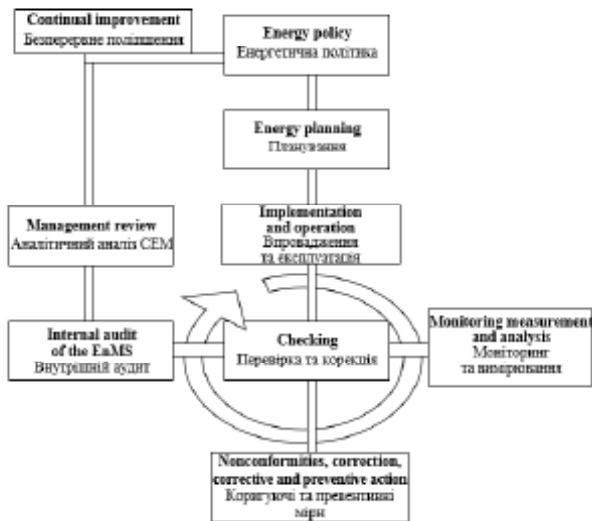 Continual improvement
Безперервне поліпшення
Energy policy
Енергетична політика
Energy planning
Планування
Management review
Аналітичний аналіз СЕМ
Implementation
and operation
Впровадження
та експлуатація
Internal audit
of the EnMS
Внутрішній аудит
Checking
Перевірка та корекція
Monitoring measurement
and analysis
Моніторинг
та вимірювання
Nonconformities, correction,
corrective and preventive action
Коригуючі та превентивні
міри